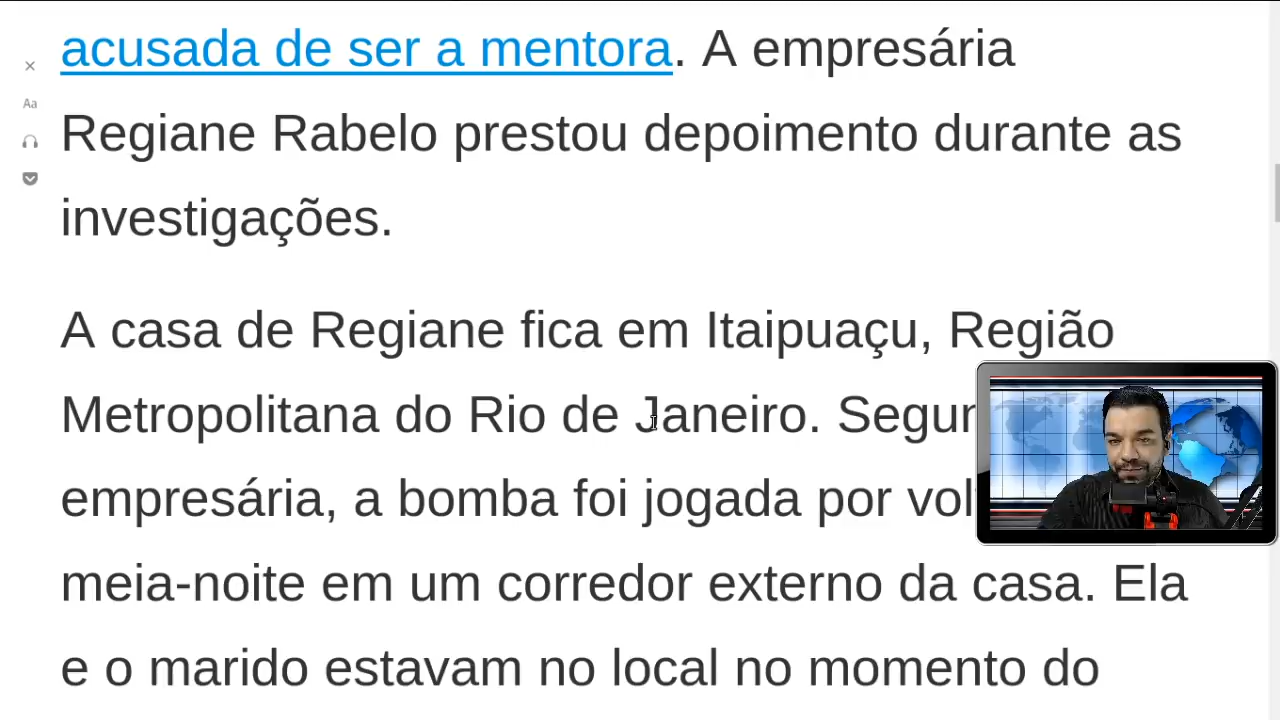 acusada de ser a mentora. A empresária
Regiane Rabelo prestou depoimento durante as
investigações.
A casa de Regiane fica em Itaipuaçu, Região
Metropolitana do Rio de Janeiro.
empresária, a bomba foi jogada por
meia-noite em um corredor externo da casa. Ela
e o marido estavam no local no momento do
Aa